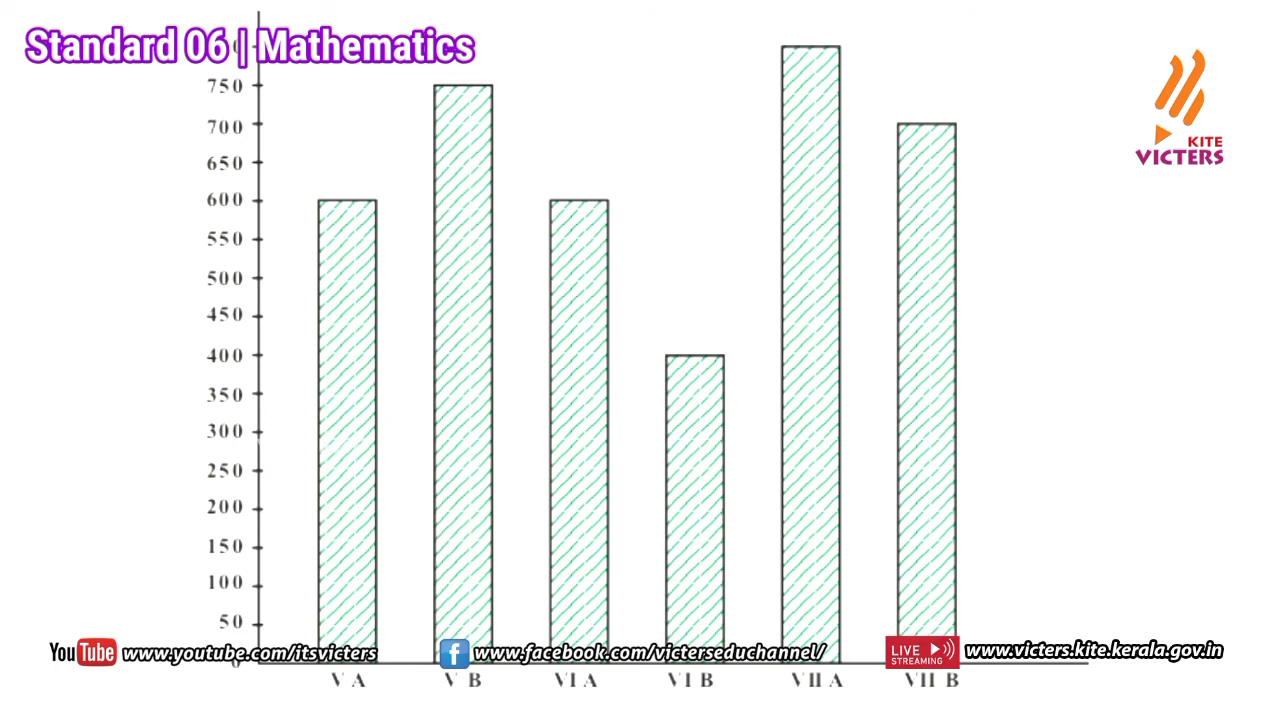 Standard 06 | Mathematics
750
700
650
600
550
500
450
400
350
300
250
200
150
100
50
0
V A V B VI A VI B VII A VII B
KITE
VICTERS
You Tube www.youtube.com/itsvicters
f www.facebook.com/victerseduchannel/
LIVE
STREAMING
www.victers.kite.kerala.gov.in